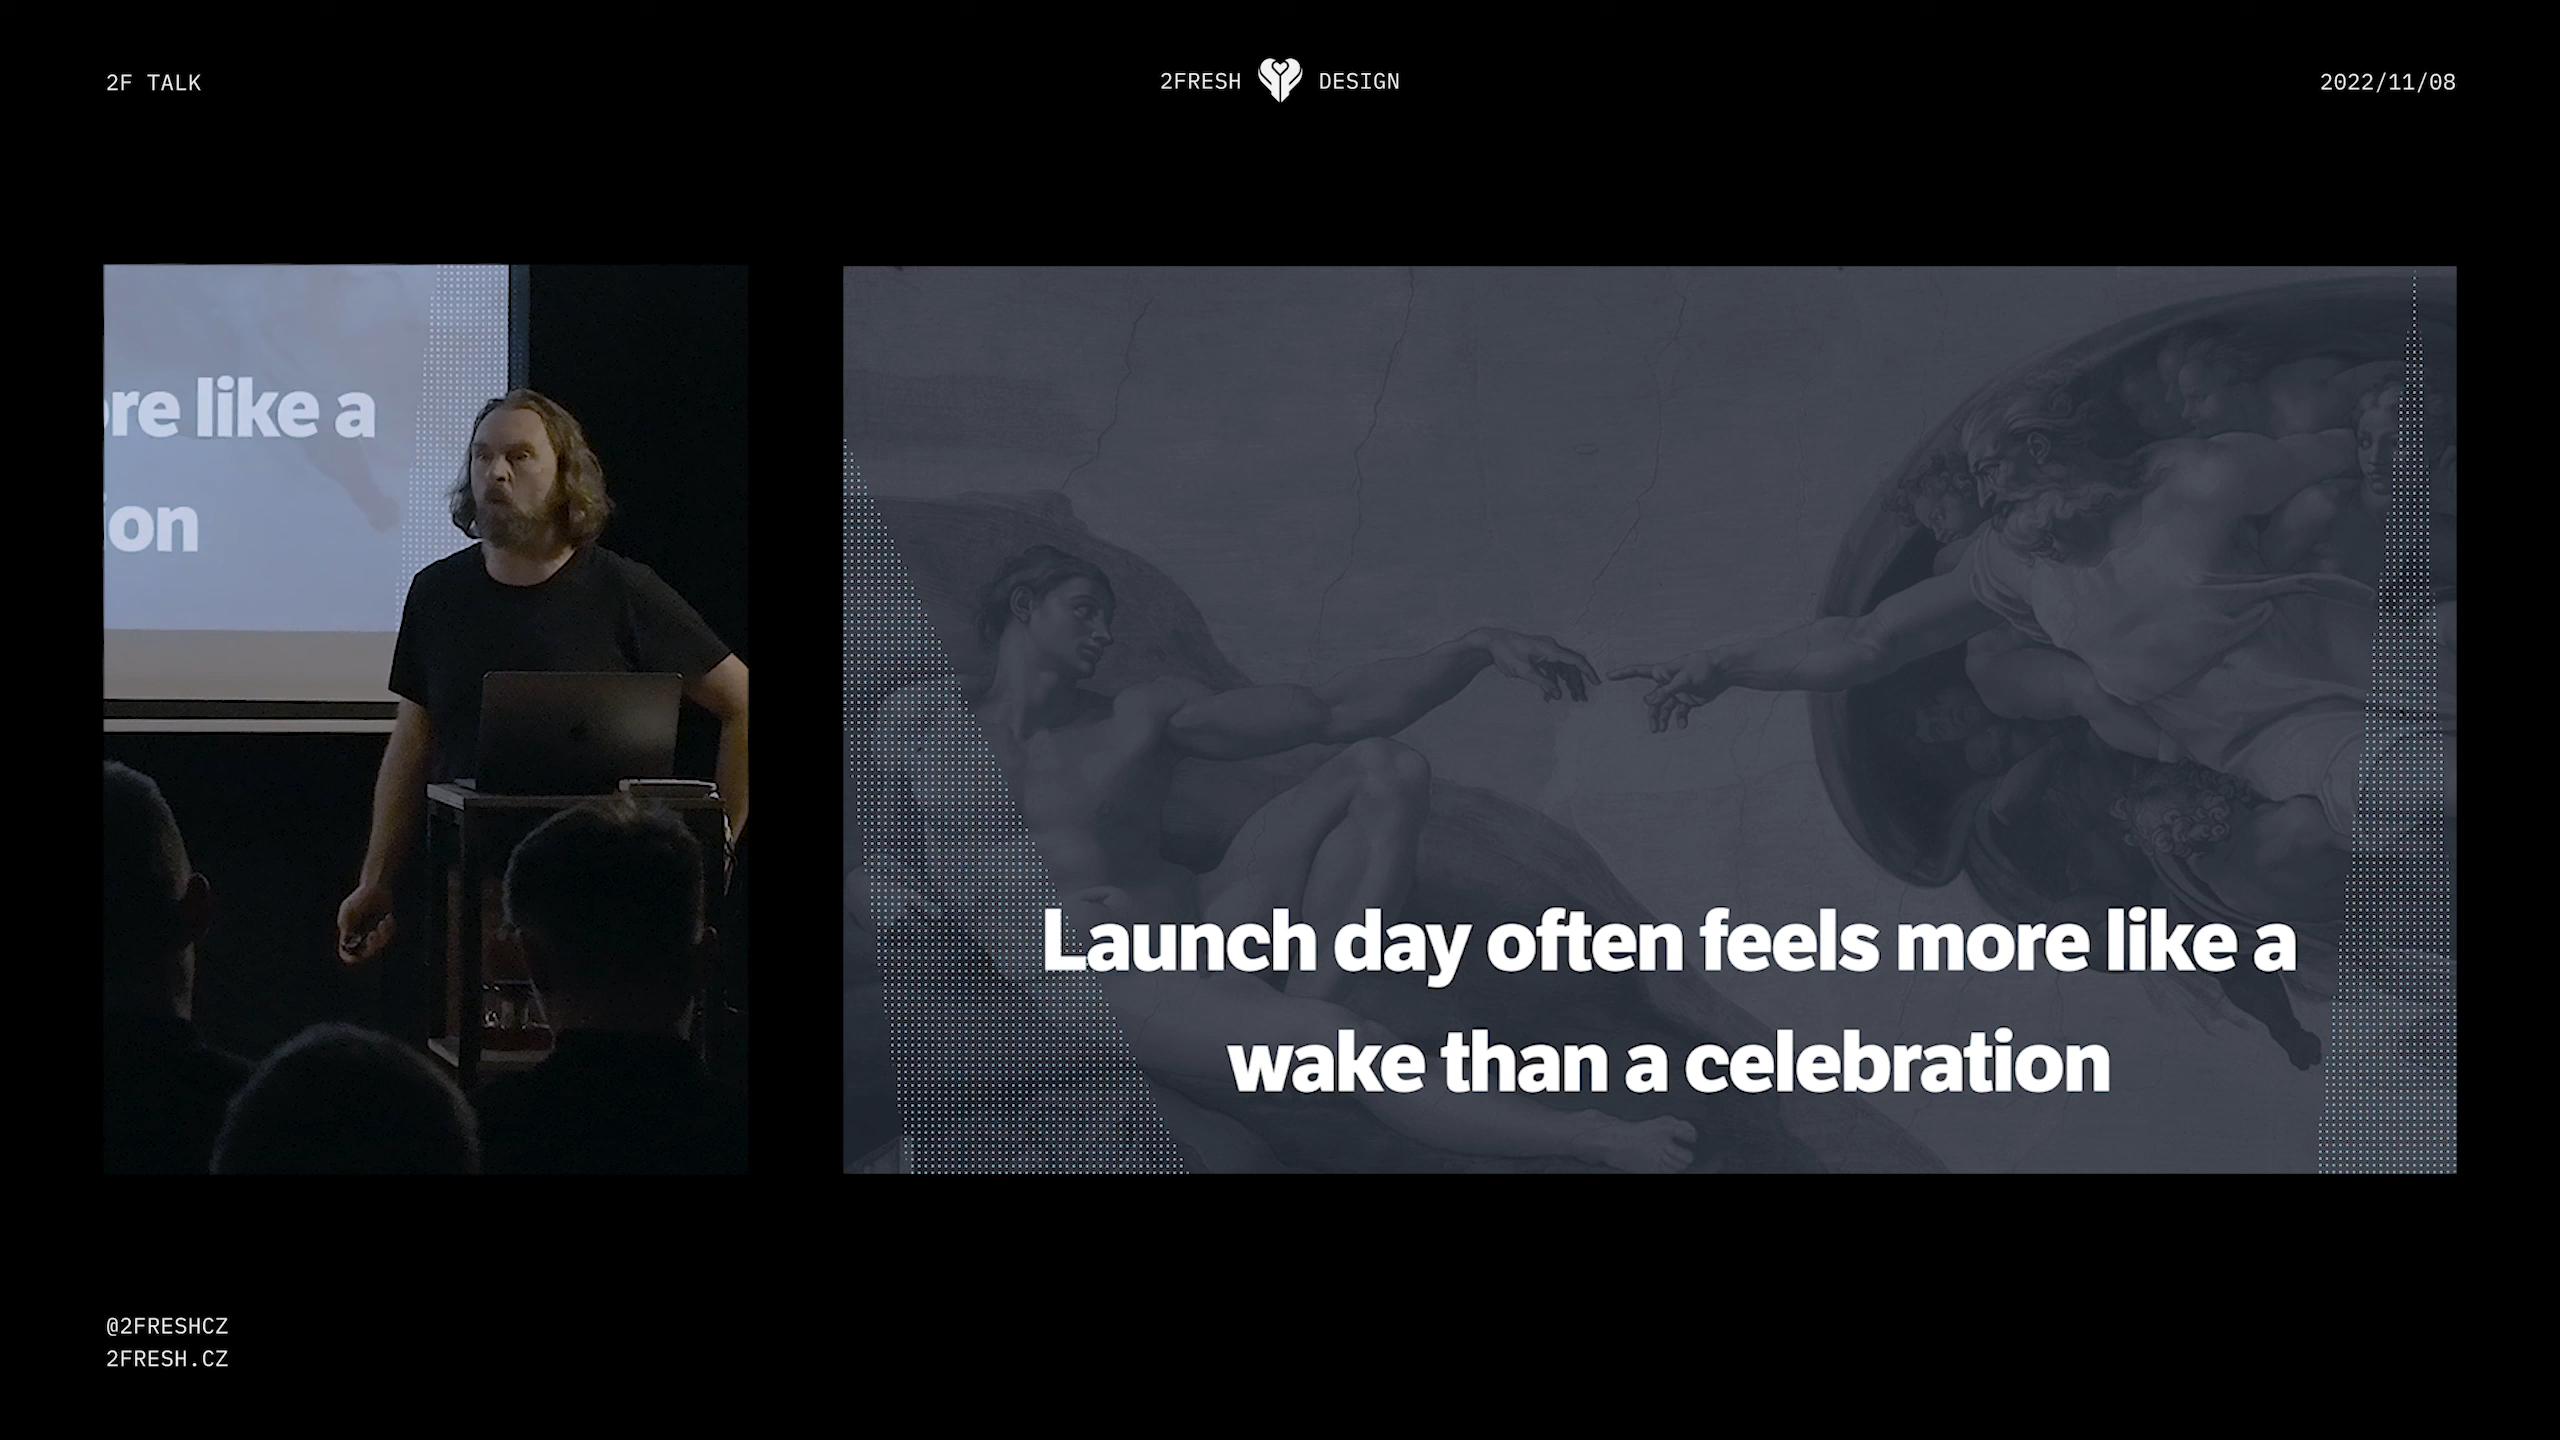 2F TALK
2FRESH DESIGN
2022/11/08
re like a
on
Launch day often feels more like a
wake than a celebration
@2FRESHCZ
2FRESH.CZ